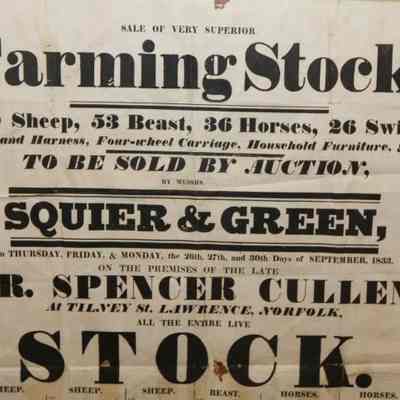 SALE OF VERY SUPERIOR
Farming Stock
Sheep, 53 Beast, 36 Horses, 26 Swi
and Harness, Four-wheel Carriage, Household Furniture,
TO BE SOLD BY AUCTION,
BY MESSRS.
SQUIER & GREEN,
THURSDAY, FRIDAY, & MONDAY, the 26th, 27th, and 30th Days of SEPTEMBER, 1833,
ON THE PREMISES OF THE LATE
R. SPENCER CULLEN
At TILNEY St. LAWRENCE, NORFOLK,
ALL THE ENTIRE LIVE
STOCK.
HEEP. SHEEP. SHEEP. BEAST. HORSES. HORSES.